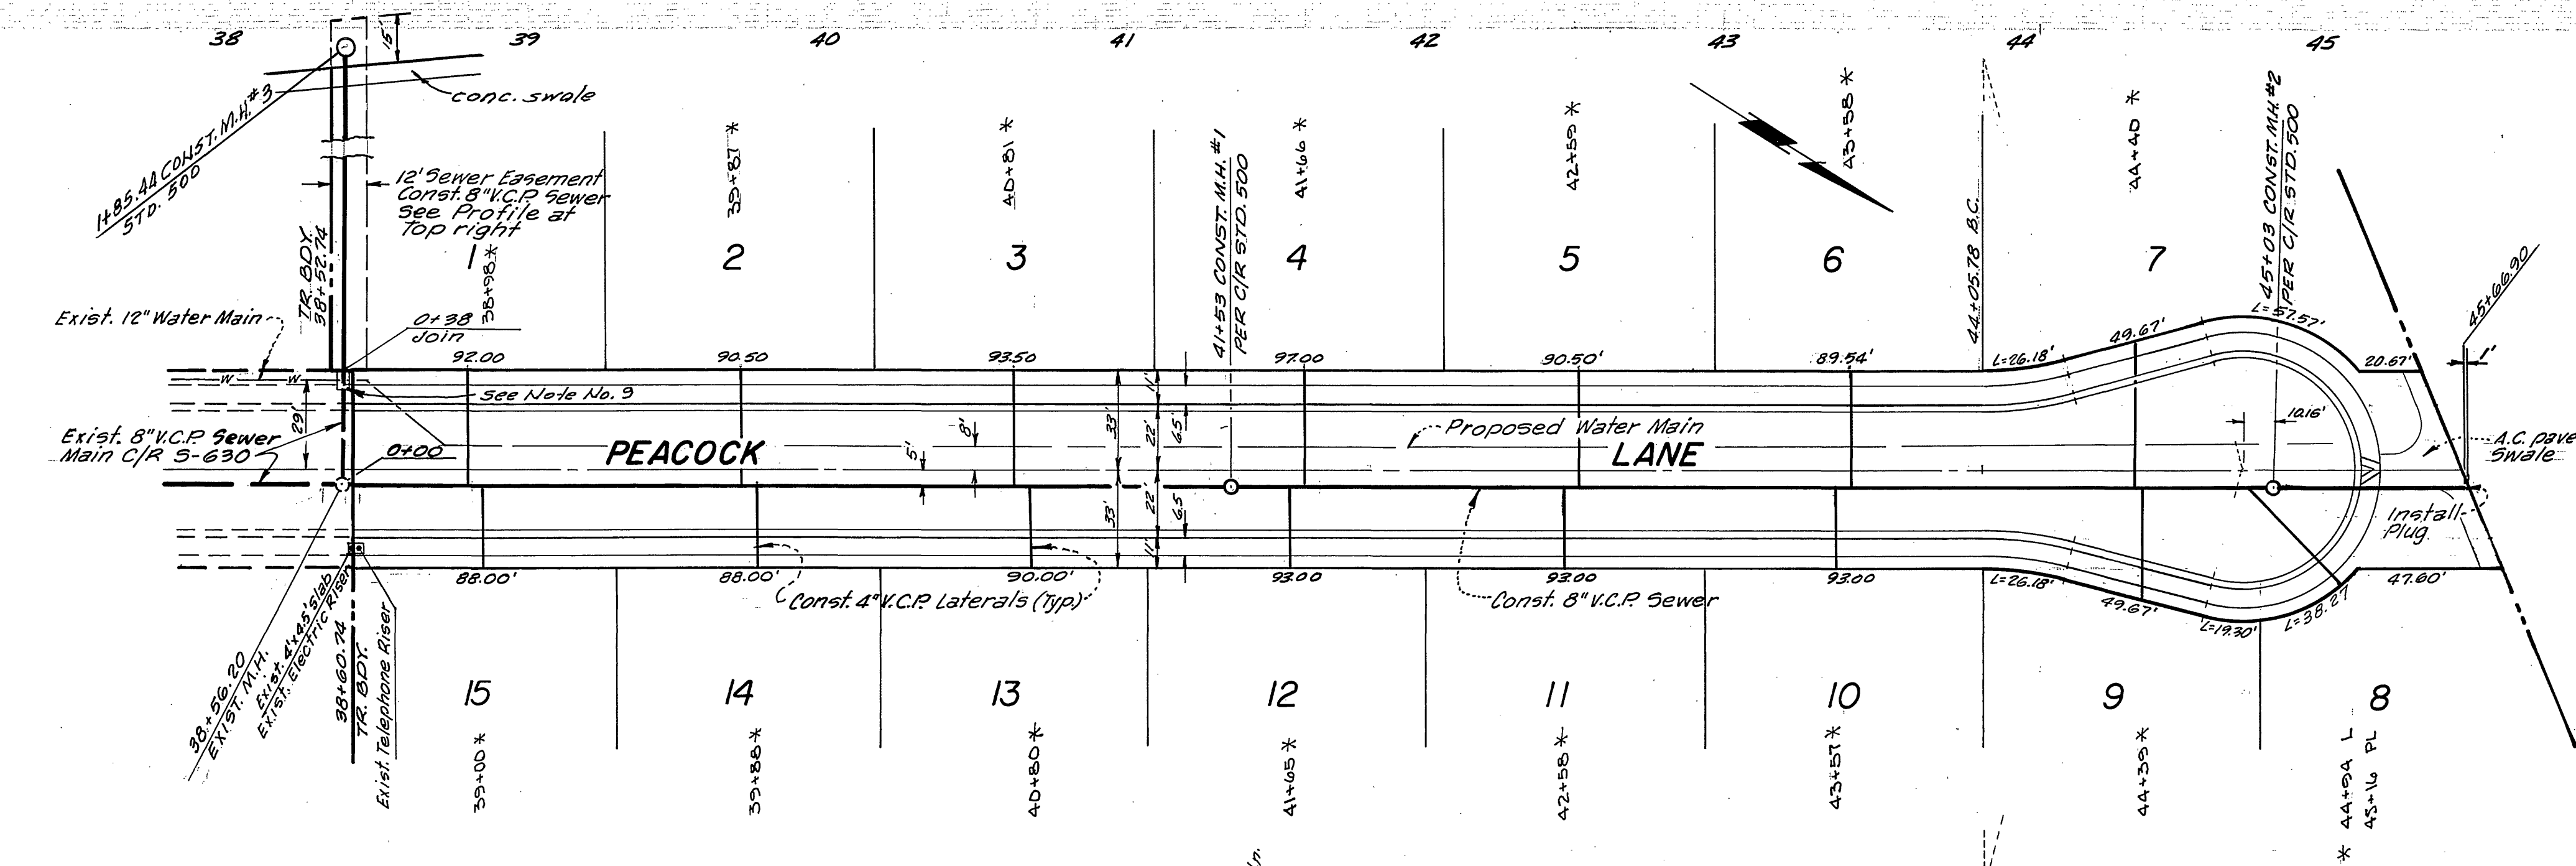 38 39 40 41 42 43 44 45
15'
conc. swale
1+85.44 CONST. M.H. #3
STD. 500
12' Sewer Easement
Const. 8" V.C.P. Sewer
See Profile at
Top right
TR. BDY.
38+52.74
1 2 3 4 5 6 7
38+98*
39+87*
40+81*
41+53 CONST. M.H. #1
PER C/R STD. 500
41+66*
42+59*
43+58*
44+05.78 B.C.
44+40*
45+03 CONST. M.H. #2
PER C/R STD. 500
45+66.90
1'
Exist. 12" Water Main
0+38
Join
92.00 90.50 93.50 97.00 90.50' 89.54' L=26.18' 49.67' L=57.57' 20.67'
W W
See Note No. 9
29'
Exist. 8" V.C.P. Sewer
Main C/R S-630
0+00
PEACOCK LANE
5'
8'
33'
11'
22'
6.5'
Proposed Water Main
10.16'
A.C. pave
Swale
33'
22'
6.5'
11'
Install
Plug
88.00' 88.00' 90.00' 93.00 93.00 93.00 L=26.18' 49.67' L=19.30' L=38.27 47.60'
Const. 4" V.C.P. Laterals (Typ.)
Const. 8" V.C.P. Sewer
38+56.20
EXIST. M.H.
Exist. 4'x4.5' Slab
Exist. Electric Riser
38+60.74
TR. BDY.
Exist. Telephone Riser
15 14 13 12 11 10 9 8
39+00*
39+88*
40+80*
41+65*
42+58*
43+57*
44+39*
* 44+94 L
45+16 PL